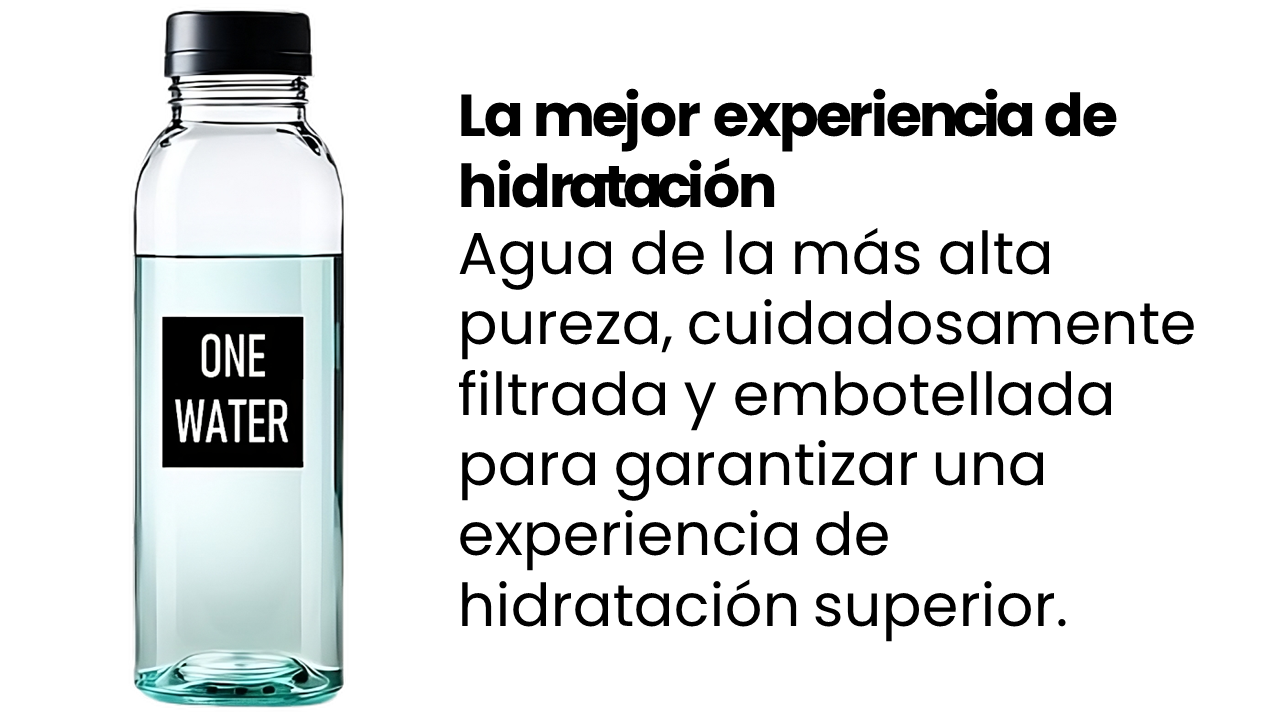 ONE
WATER
La mejor experiencia de
hidratación
Agua de la más alta
pureza, cuidadosamente
filtrada y embotellada
para garantizar una
experiencia de
hidratación superior.